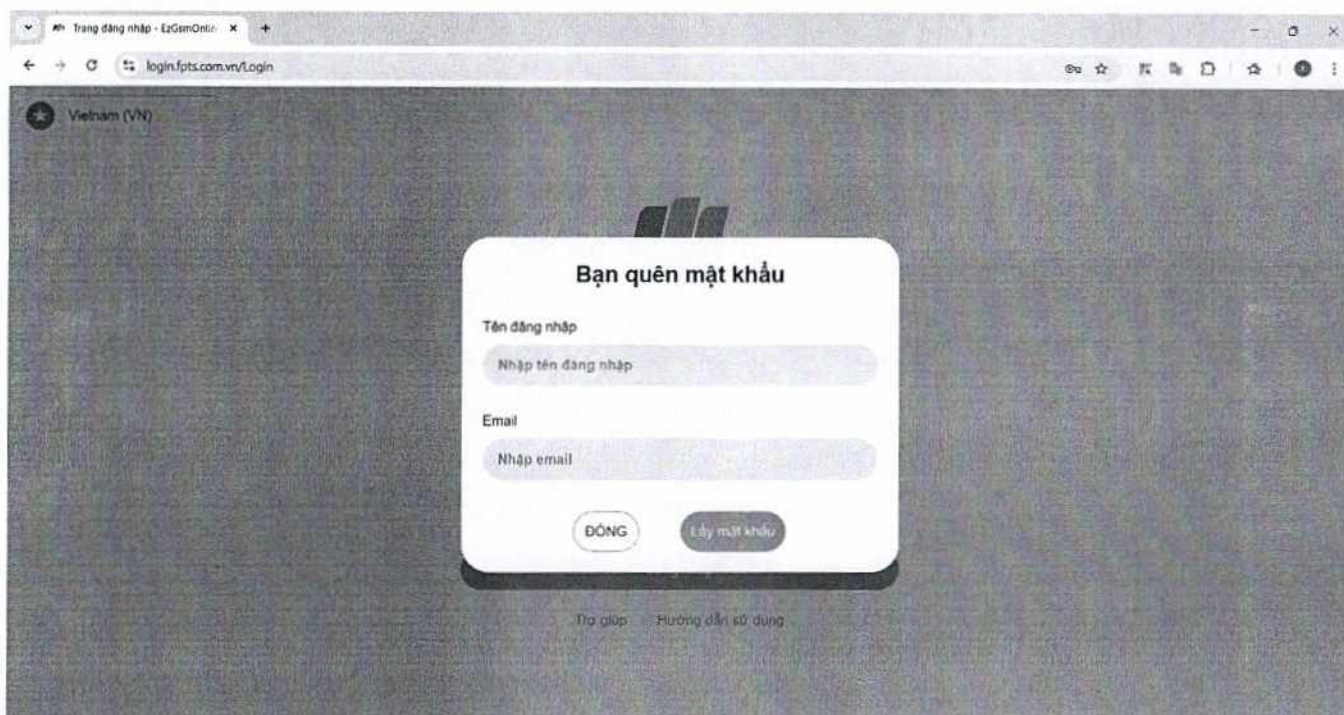 Trang đăng nhập - EzGsmOnlin
login.fpts.com.vn/Login
Vietnam (VN)
Bạn quên mật khẩu
Tên đăng nhập
Nhập tên đăng nhập
Email
Nhập email
ĐÓNG
Lấy mật khẩu
Trợ giúp
Hướng dẫn sử dụng